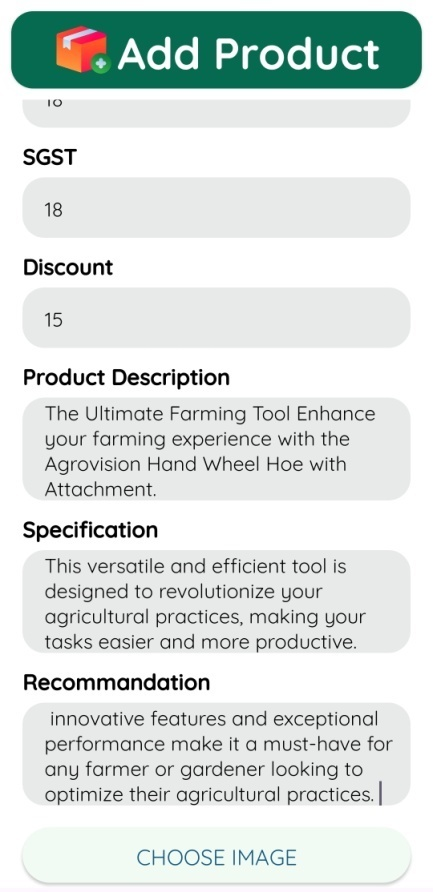 Add Product
18
SGST
18
Discount
15
Product Description
The Ultimate Farming Tool Enhance
your farming experience with the
Agrovision Hand Wheel Hoe with
Attachment.
Specification
This versatile and efficient tool is
designed to revolutionize your
agricultural practices, making your
tasks easier and more productive.
Recommandation
innovative features and exceptional
performance make it a must-have for
any farmer or gardener looking to
optimize their agricultural practices.
CHOOSE IMAGE